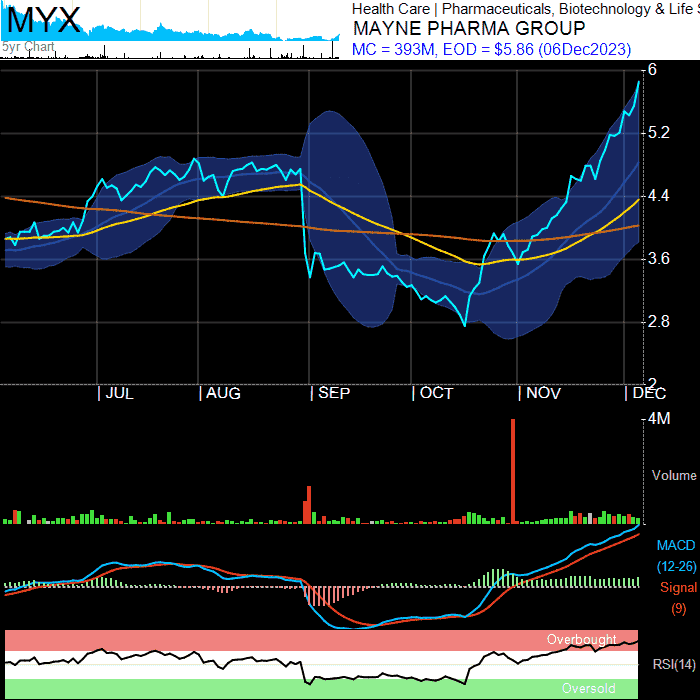 MYX
5yr Chart
Health Care | Pharmaceuticals, Biotechnology & Life S
MAYNE PHARMA GROUP
MC = 393M, EOD = $5.86 (06Dec2023)
6
5.2
4.4
3.6
2.8
2
| JUL | AUG | SEP | OCT | NOV | DEC
4M
Volume
MACD
(12-26)
Signal
(9)
Overbought
RSI(14)
Oversold